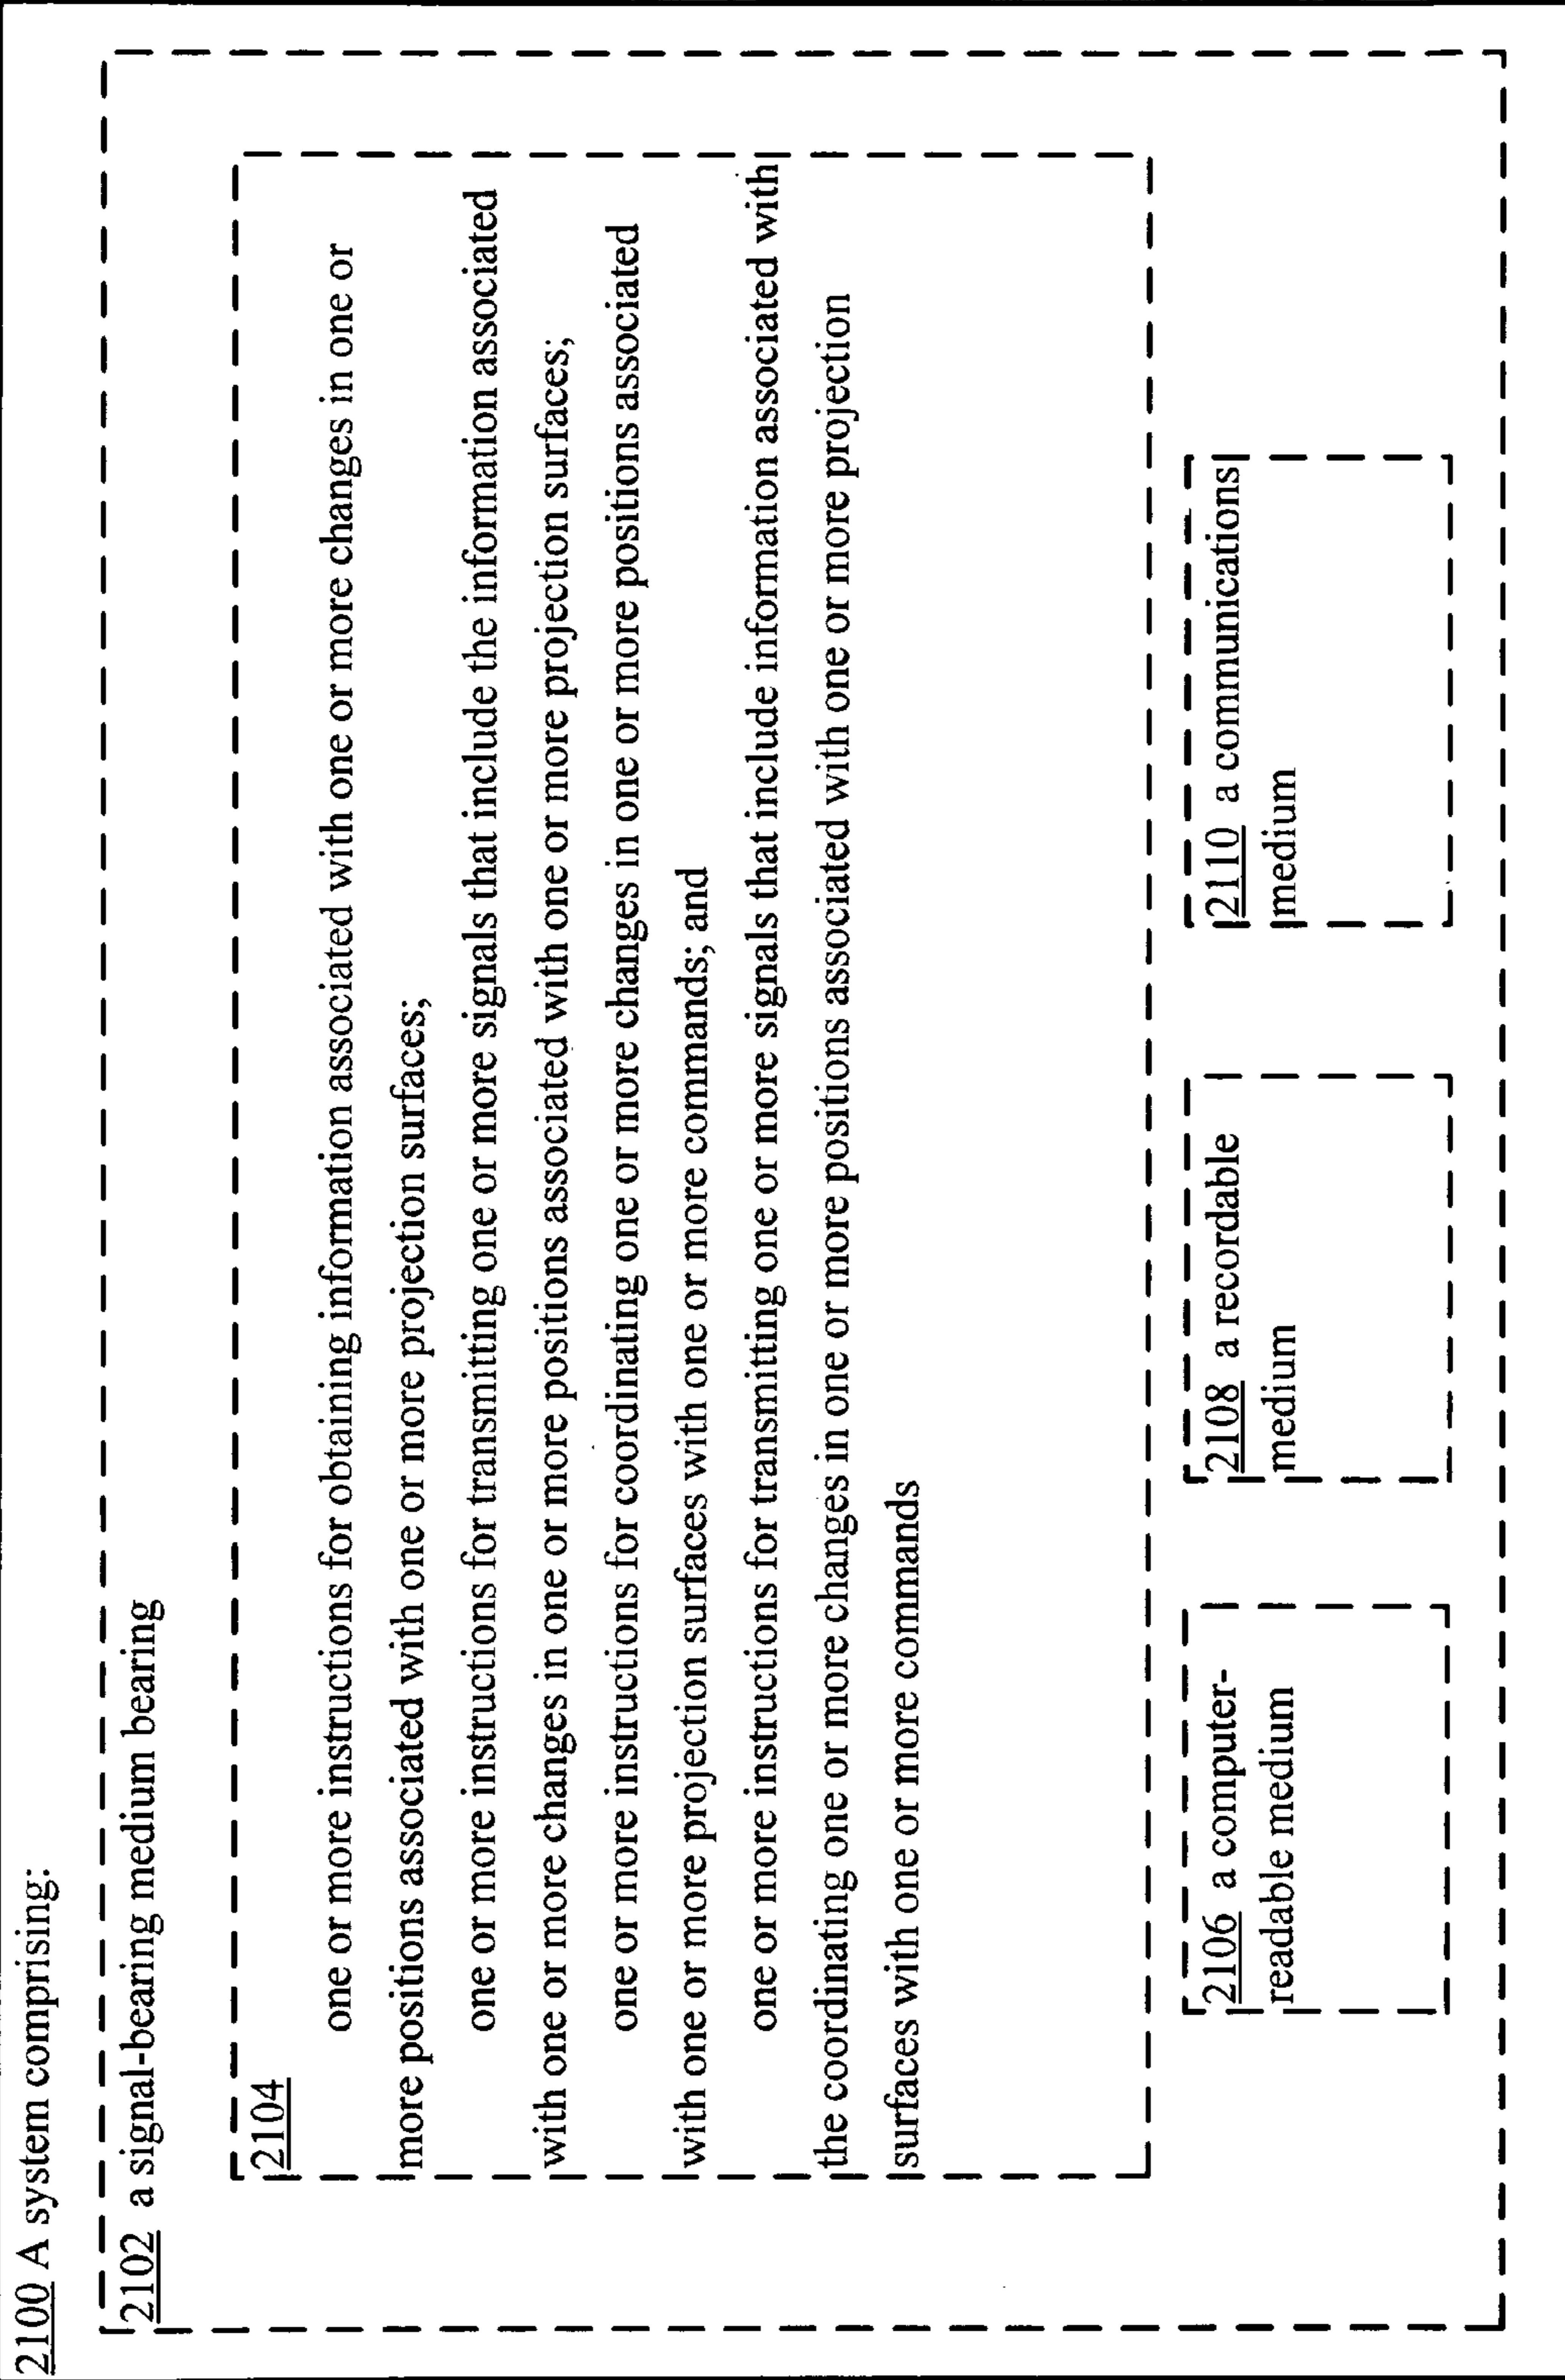 2100 A system comprising:
2102 a signal-bearing medium bearing
2104
one or more instructions for obtaining information associated with one or more changes in one or
more positions associated with one or more projection surfaces;
one or more instructions for transmitting one or more signals that include the information associated
with one or more changes in one or more positions associated with one or more projection surfaces;
one or more instructions for coordinating one or more changes in one or more positions associated
with one or more projection surfaces with one or more commands; and
one or more instructions for transmitting one or more signals that include information associated with
the coordinating one or more changes in one or more positions associated with one or more projection
surfaces with one or more commands
2106 a computer-
readable medium
2108 a recordable
medium
2110 a communications
medium